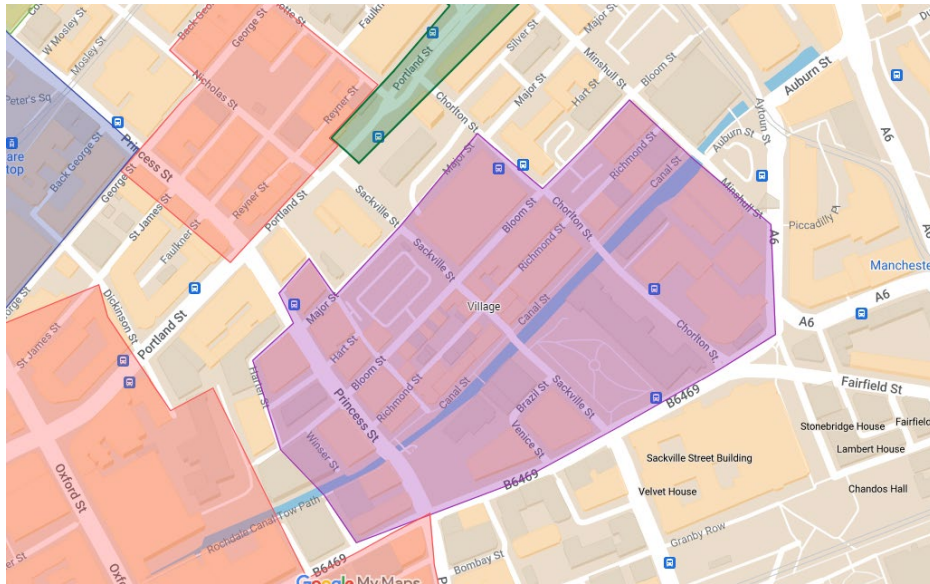 W Mosley St
Mosley St
Back George St
George St
Faulkner St
Nicholas St
Reyner St
Portland St
Silver St
Major St
Major St
Hart St
Minshull St
Bloom St
Auburn St
A6
Peter's Sq
Back George St
Princess St
Chorlton St
Aytoun St
Auburn St
George St
St James St
Faulkner St
Reyner St
Portland St
Sackville St
Major St
Bloom St
Richmond St
Canal St
Chorlton St
Minshull St
A6
Piccadilly Pl
A6
Manchester
Sackville St
Richmond St
Village
Canal St
Dickinson St
Portland St
St James St
Major St
Hart St
Bloom St
Richmond St
Canal St
Chorlton St
A6
A6
Harter St
Princess St
Brazil St
Sackville St
Venice St
B6469
Fairfield St
Winser St
Oxford St
B6469
Stonebridge House
Fairfield
Lambert House
Sackville Street Building
Velvet House
Chandos Hall
Rochdale Canal Tow Path
B6469
Bombay St
Granby Row
Google My Maps